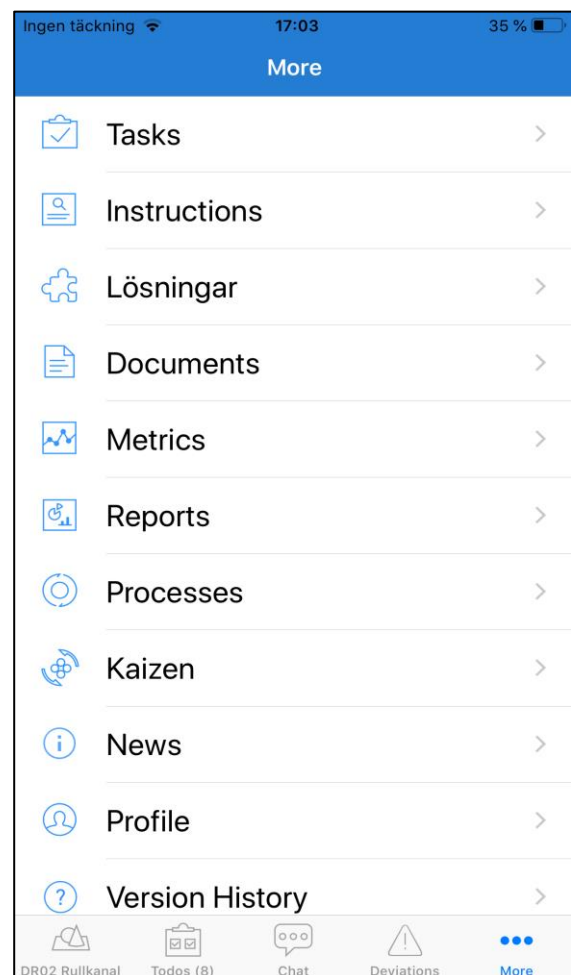 Ingen täckning 17:03 35 %
More
Tasks
Instructions
Lösningar
Documents
Metrics
Reports
Processes
Kaizen
News
Profile
Version History
DR02 Rullkanal Todos (8) Chat Deviations More